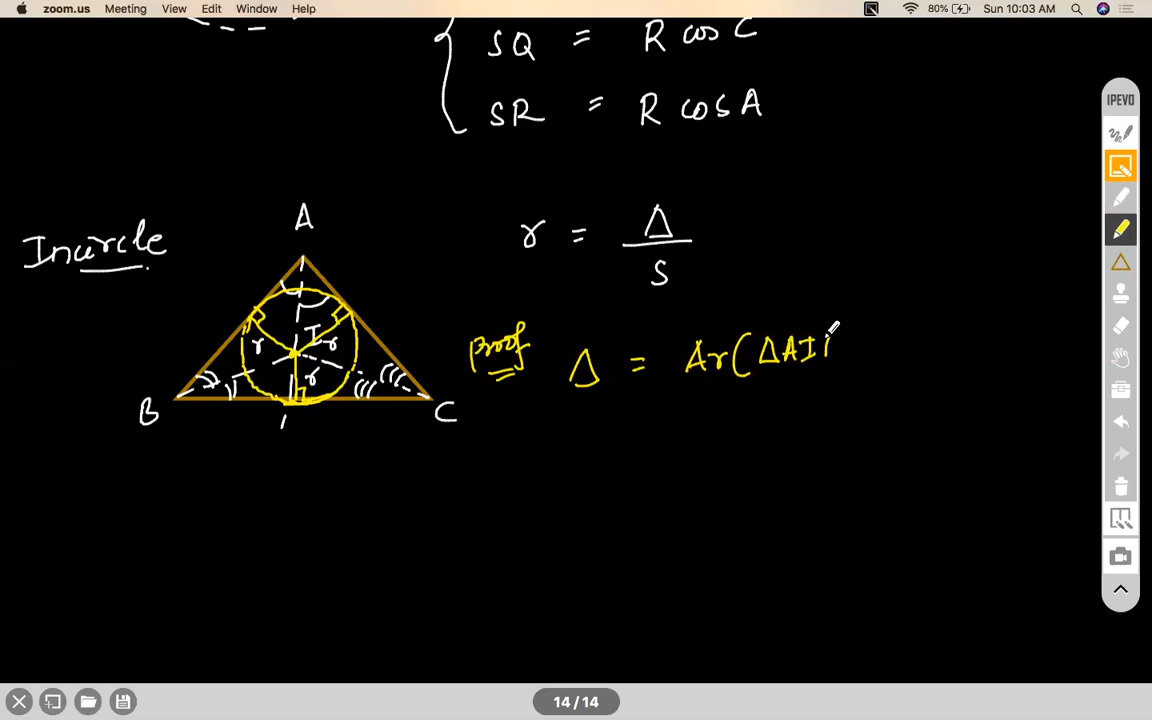 zoom.us Meeting View Edit Window Help 80% Sun 10:03 AM
SQ = R cos C
SR = R cos A
IPEVO
Incircle
A
r = Δ
S
I
r r
r
B C
Proof Δ = Ar(ΔAI
14 / 14